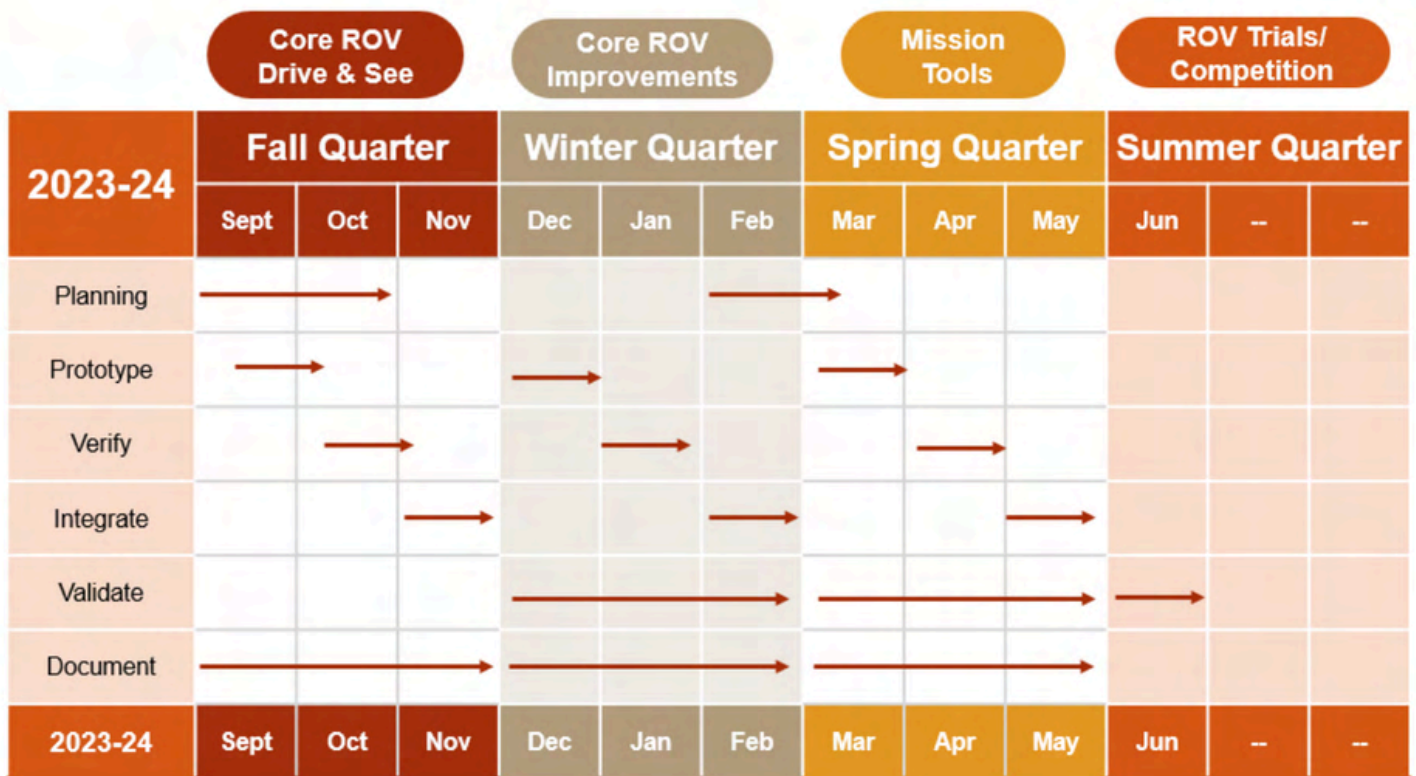 Core ROV
Drive & See
Core ROV
Improvements
Mission
Tools
ROV Trials/
Competition
2023-24
Fall Quarter
Winter Quarter
Spring Quarter
Summer Quarter
Sept
Oct
Nov
Dec
Jan
Feb
Mar
Apr
May
Jun
--
--
Planning
Prototype
Verify
Integrate
Validate
Document
2023-24
Sept
Oct
Nov
Dec
Jan
Feb
Mar
Apr
May
Jun
--
--